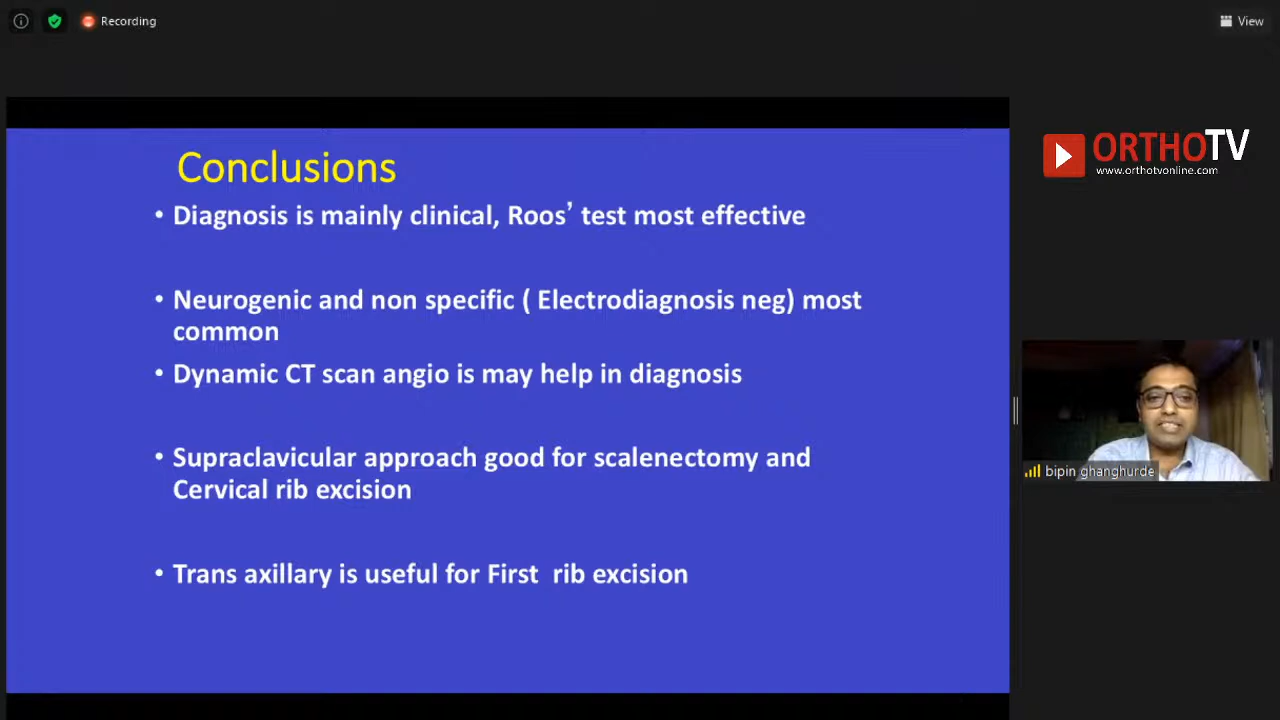 Recording
View
ORTHOTV
www.orthotvonline.com
Conclusions
• Diagnosis is mainly clinical, Roos’ test most effective
• Neurogenic and non specific ( Electrodiagnosis neg) most
common
• Dynamic CT scan angio is may help in diagnosis
• Supraclavicular approach good for scalenectomy and
Cervical rib excision
• Trans axillary is useful for First  rib excision
bipin ghanghurde